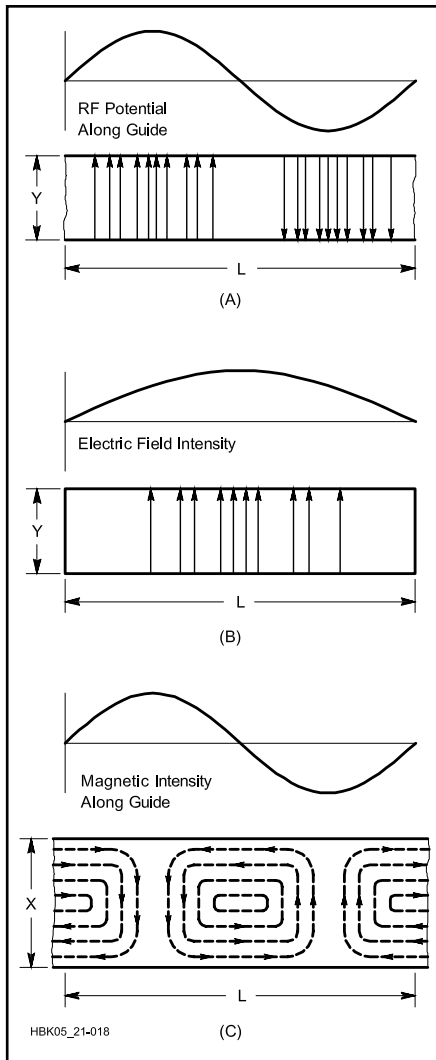 RF Potential
Along Guide
Y
L
(A)
Electric Field Intensity
Y
L
(B)
Magnetic Intensity
Along Guide
X
L
HBK05_21-018
(C)